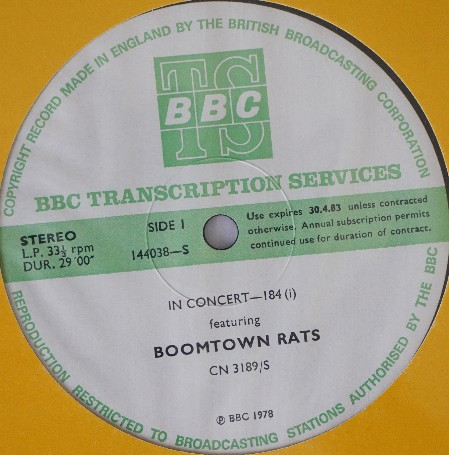 COPYRIGHT RECORD MADE IN ENGLAND BY THE BRITISH BROADCASTING CORPORATION
TS
BBC
BBC TRANSCRIPTION SERVICES
STEREO
L.P. 33⅓ rpm
DUR. 29'00"
SIDE 1
144038—S
Use expires 30.4.83 unless contracted
otherwise. Annual subscription permits
continued use for duration of contract.
IN CONCERT—184 (i)
featuring
BOOMTOWN RATS
CN 3189/S
℗ BBC 1978
REPRODUCTION RESTRICTED TO BROADCASTING STATIONS AUTHORISED BY THE BBC